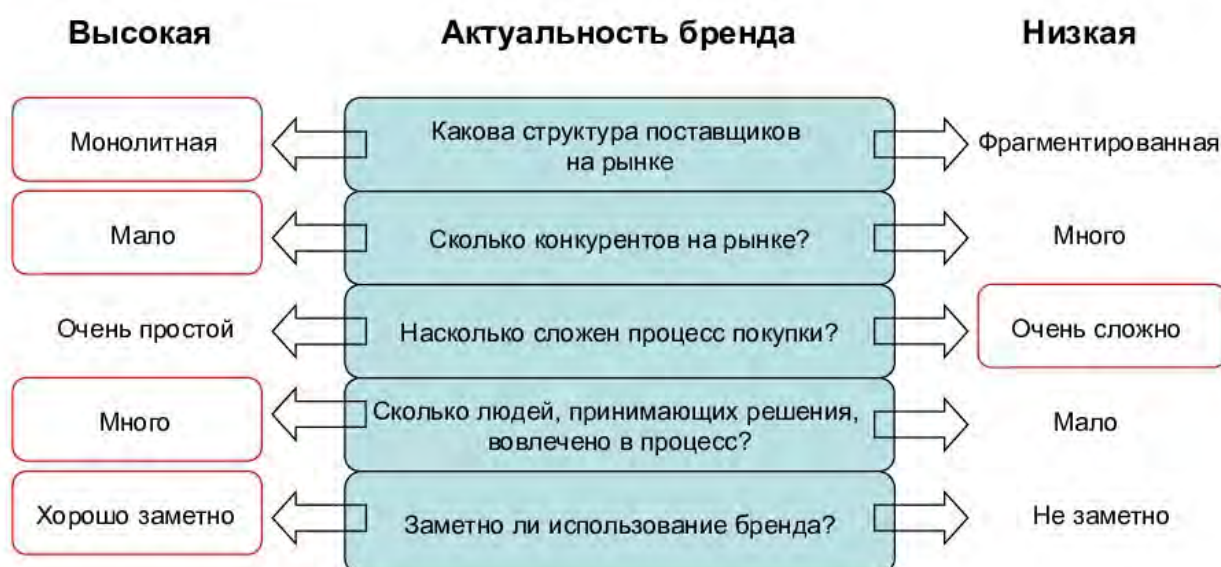 Высокая Актуальность бренда Низкая
Монолитная
Какова структура поставщиков
на рынке
Фрагментированная
Мало
Сколько конкурентов на рынке?
Много
Очень простой
Насколько сложен процесс покупки?
Очень сложно
Много
Сколько людей, принимающих решения,
вовлечено в процесс?
Мало
Хорошо заметно
Заметно ли использование бренда?
Не заметно